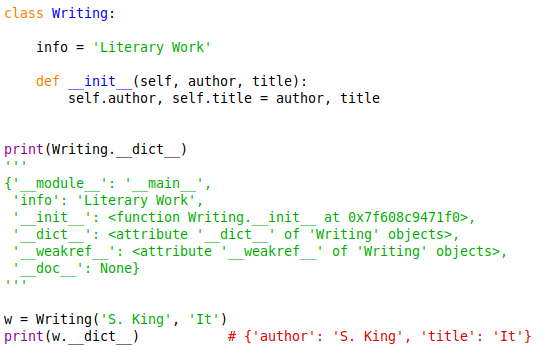 class Writing:
    info = 'Literary Work'
    def __init__(self, author, title):
        self.author, self.title = author, title
print(Writing.__dict__)
'''
{'__module__': '__main__',
 'info': 'Literary Work',
 '__init__': <function Writing.__init__ at 0x7f608c9471f0>,
 '__dict__': <attribute '__dict__' of 'Writing' objects>,
 '__weakref__': <attribute '__weakref__' of 'Writing' objects>,
 '__doc__': None}
'''
w = Writing('S. King', 'It')
print(w.__dict__)           # {'author': 'S. King', 'title': 'It'}